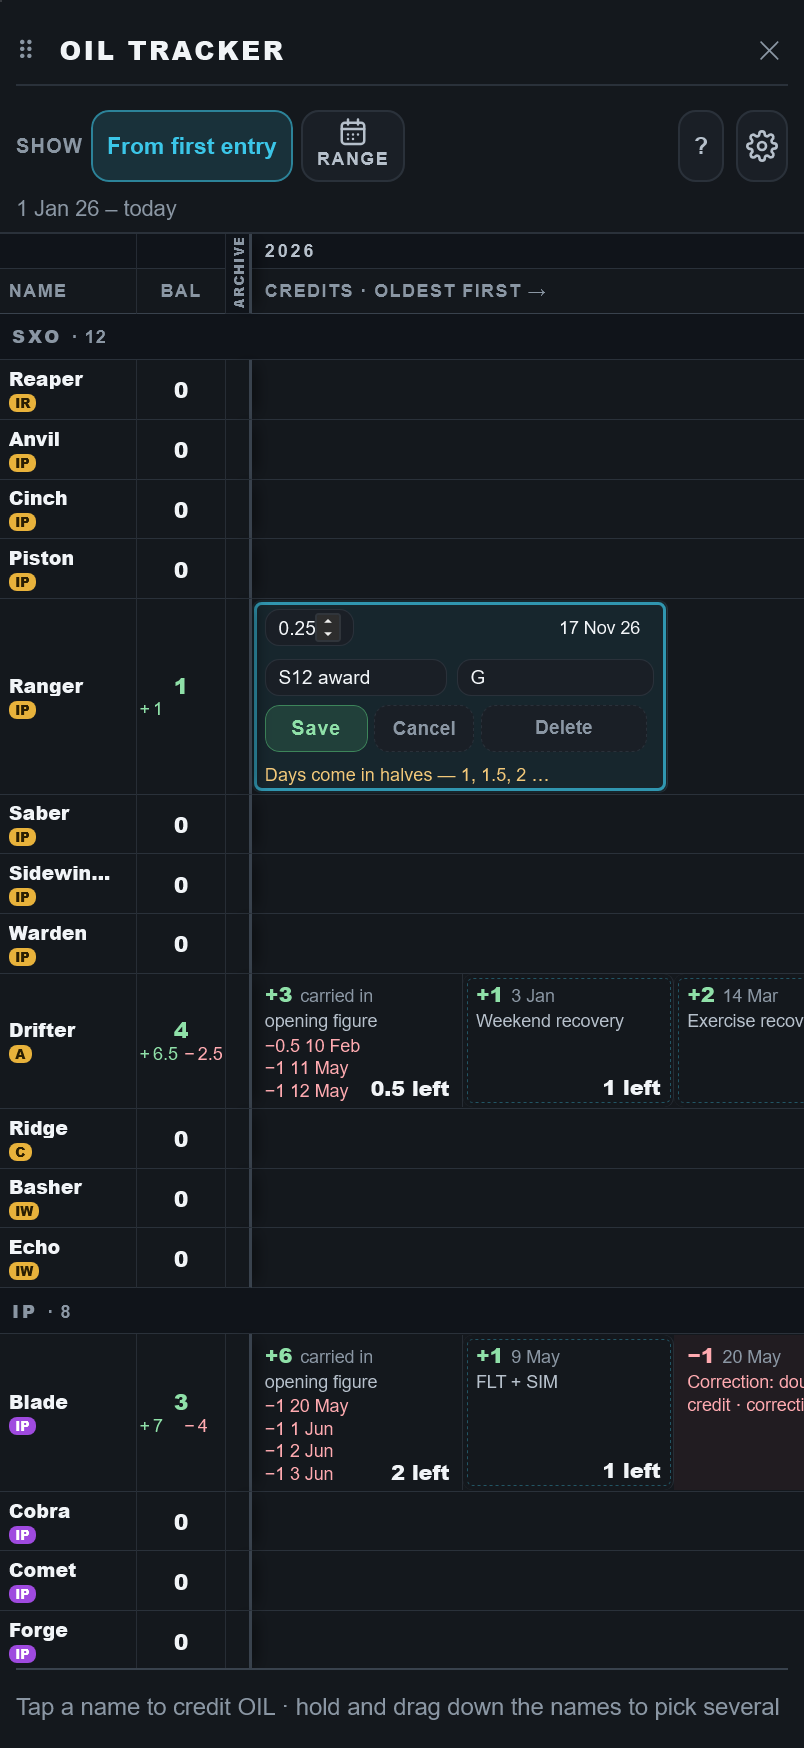 OIL TRACKER
SHOW From first entry RANGE ?
1 Jan 26 – today
ARCHIVE
2026
NAME BAL CREDITS · OLDEST FIRST →
SXO · 12
Reaper
IR
0
Anvil
IP
0
Cinch
IP
0
Piston
IP
0
Ranger
IP
1
+1
0.25 17 Nov 26
S12 award G
Save Cancel Delete
Days come in halves — 1, 1.5, 2 …
Saber
IP
0
Sidewin...
IP
0
Warden
IP
0
Drifter
A
4
+6.5 −2.5
+3 carried in
opening figure
−0.5 10 Feb
−1 11 May
−1 12 May 0.5 left
+1 3 Jan
Weekend recovery
1 left
+2 14 Mar
Exercise recov
Ridge
C
0
Basher
IW
0
Echo
IW
0
IP · 8
Blade
IP
3
+7 −4
+6 carried in
opening figure
−1 20 May
−1 1 Jun
−1 2 Jun
−1 3 Jun 2 left
+1 9 May
FLT + SIM
1 left
−1 20 May
Correction: dou
credit · correcti
Cobra
IP
0
Comet
IP
0
Forge
IP
0
Tap a name to credit OIL · hold and drag down the names to pick several